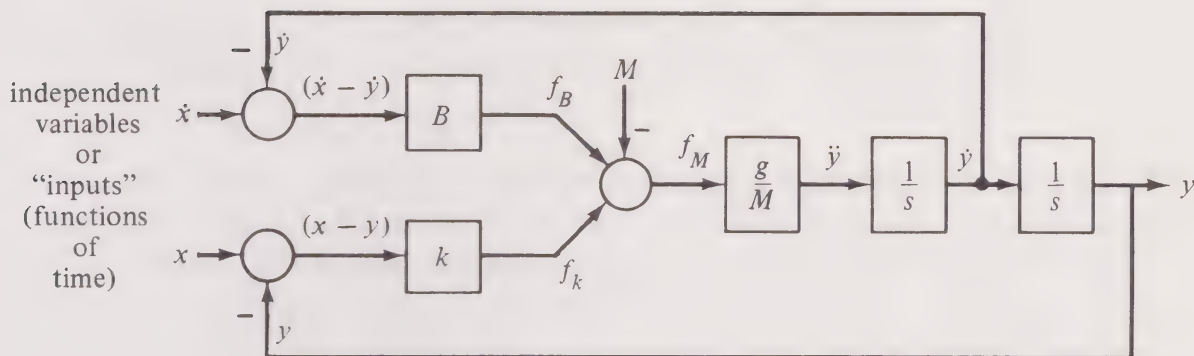 independent
variables
or
“inputs”
(functions
of
time)
ẋ
x
−
ẏ
(ẋ − ẏ)
B
f_B
M
−
(x − y)
k
f_k
−
y
f_M
g/M
ÿ
1/s
ẏ
1/s
y